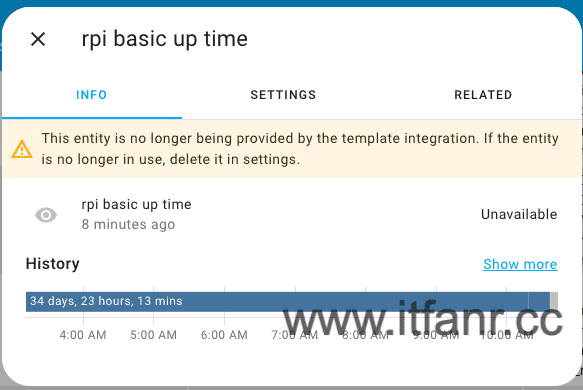 rpi basic up time
INFO
SETTINGS
RELATED
This entity is no longer being provided by the template integration. If the entity
is no longer in use, delete it in settings.
rpi basic up time
8 minutes ago
Unavailable
History
Show more
34 days, 23 hours, 13 mins
www.itfanr.cc
4:00 AM
5:00 AM
6:00 AM
7:00 AM
8:00 AM
9:00 AM
10:00 AM